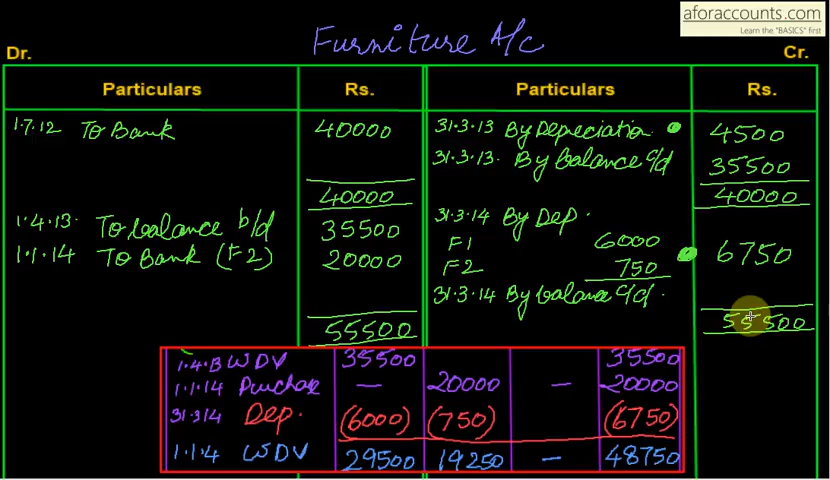 aforaccounts.com
Learn the "BASICS" first
Furniture A/c
Dr. Cr.
Particulars Rs. Particulars Rs.
1.7.12 To Bank 40000 31.3.13 By Depreciation 4500
31.3.13. By balance c/d 35500
40000 40000
1.4.13. To balance b/d 35500 31.3.14 By Dep.
1.1.14 To Bank (F2) 20000 F1 6000 6750
F2 750
31.3.14 By balance c/d.
55500 55500
1.4.13 WDV 35500 35500
1.1.14 Purchase — 20000 — 20000
31.3.14 Dep. (6000) (750) (6750)
1.1.4 WDV 29500 19250 — 48750